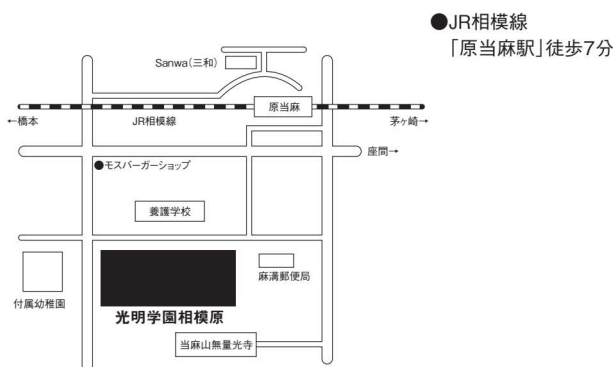 ●JR相模線
「原当麻駅」徒歩7分
Sanwa(三和)
原当麻
←橋本
JR相模線
茅ヶ崎→
座間→
●モスバーガーショップ
養護学校
付属幼稚園
麻溝郵便局
光明学園相模原
当麻山無量光寺